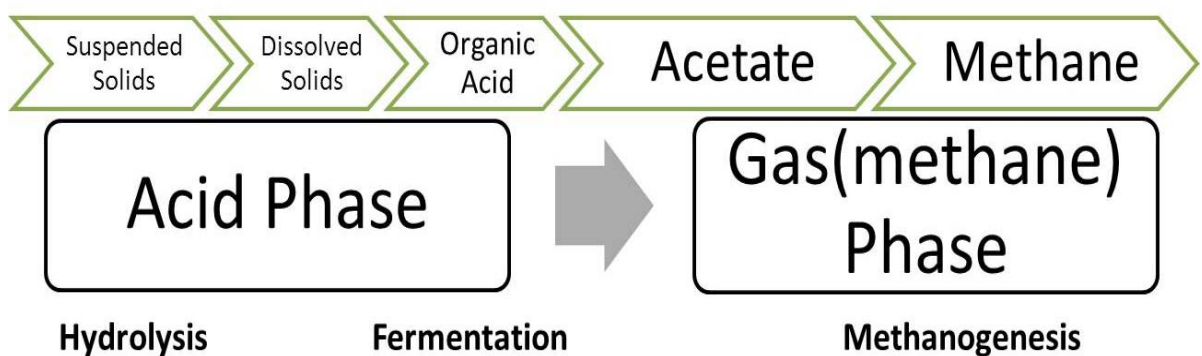 Suspended
Solids
Dissolved
Solids
Organic
Acid
Acetate
Methane
Acid Phase
Gas(methane)
Phase
Hydrolysis
Fermentation
Methanogenesis